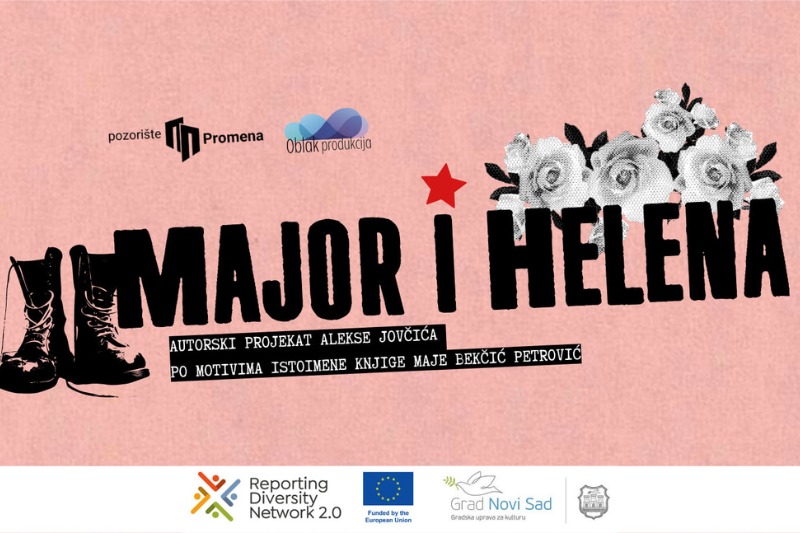 pozorište Promena
Oblak produkcija
MAJOR i HELENA
AUTORSKI PROJEKAT ALEKSE JOVČIĆA
PO MOTIVIMA ISTOIMENE KNJIGE MAJE BEKČIĆ PETROVIĆ
Reporting
Diversity
Network 2.0
Funded by the
European Union
Grad Novi Sad
Gradska uprava za kulturu